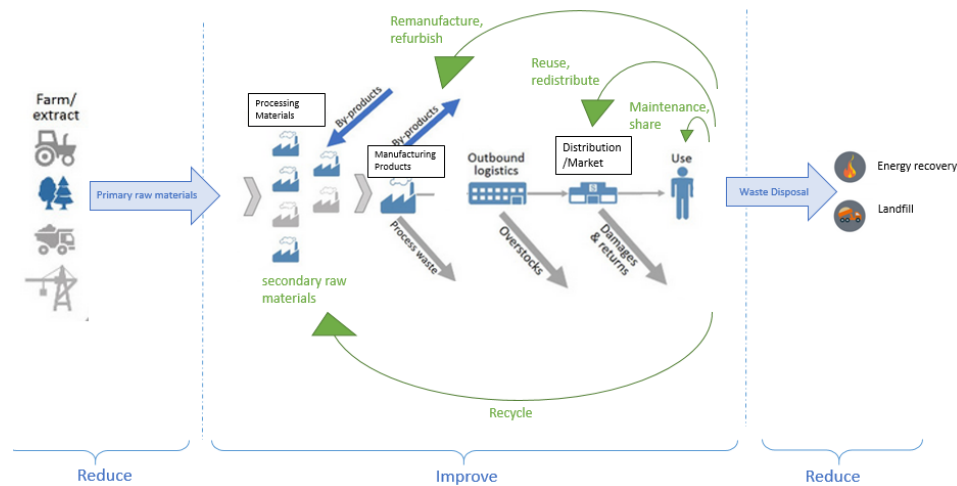 Remanufacture,
refurbish
Reuse,
redistribute
Maintenance,
share
Farm/
extract
Processing
Materials
By-products
By-products
Manufacturing
Products
Outbound
logistics
Distribution
/Market
Use
Primary raw materials
Waste Disposal
Energy recovery
Landfill
Process waste
Overstocks
Damages
& returns
secondary raw
materials
Recycle
Reduce
Improve
Reduce